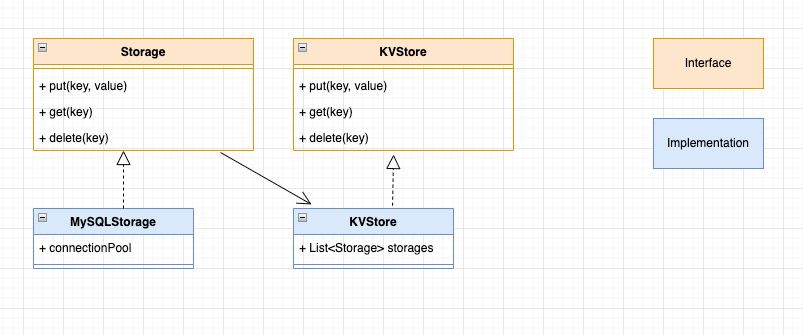 Storage
+ put(key, value)
+ get(key)
+ delete(key)
KVStore
+ put(key, value)
+ get(key)
+ delete(key)
Interface
Implementation
MySQLStorage
+ connectionPool
KVStore
+ List<Storage> storages